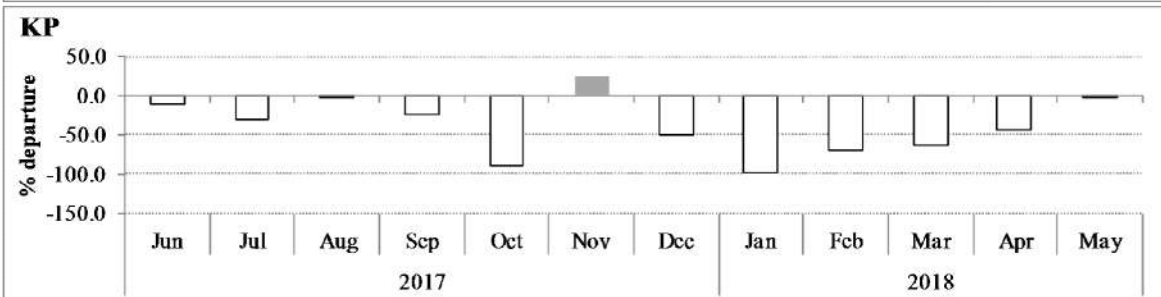 KP
% departure
50.0
0.0
-50.0
-100.0
-150.0
Jun Jul Aug Sep Oct Nov Dec Jan Feb Mar Apr May
2017 2018